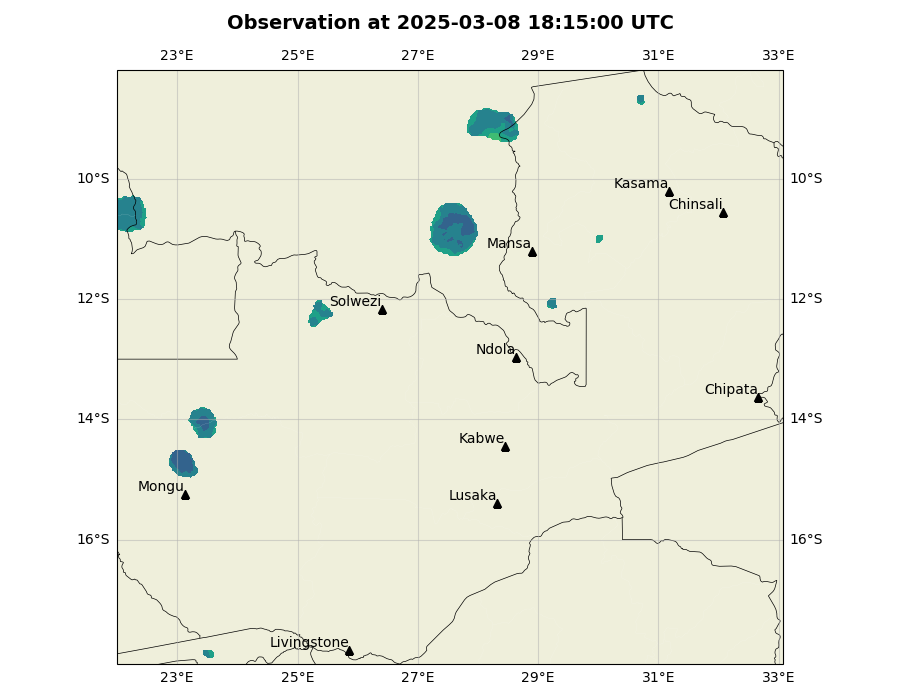 Observation at 2025-03-08 18:15:00 UTC
23°E 25°E 27°E 29°E 31°E 33°E
10°S 10°S
Kasama
Chinsali
Mansa
12°S 12°S
Solwezi
Ndola
Chipata
14°S 14°S
Kabwe
Mongu
Lusaka
16°S 16°S
Livingstone
23°E 25°E 27°E 29°E 31°E 33°E